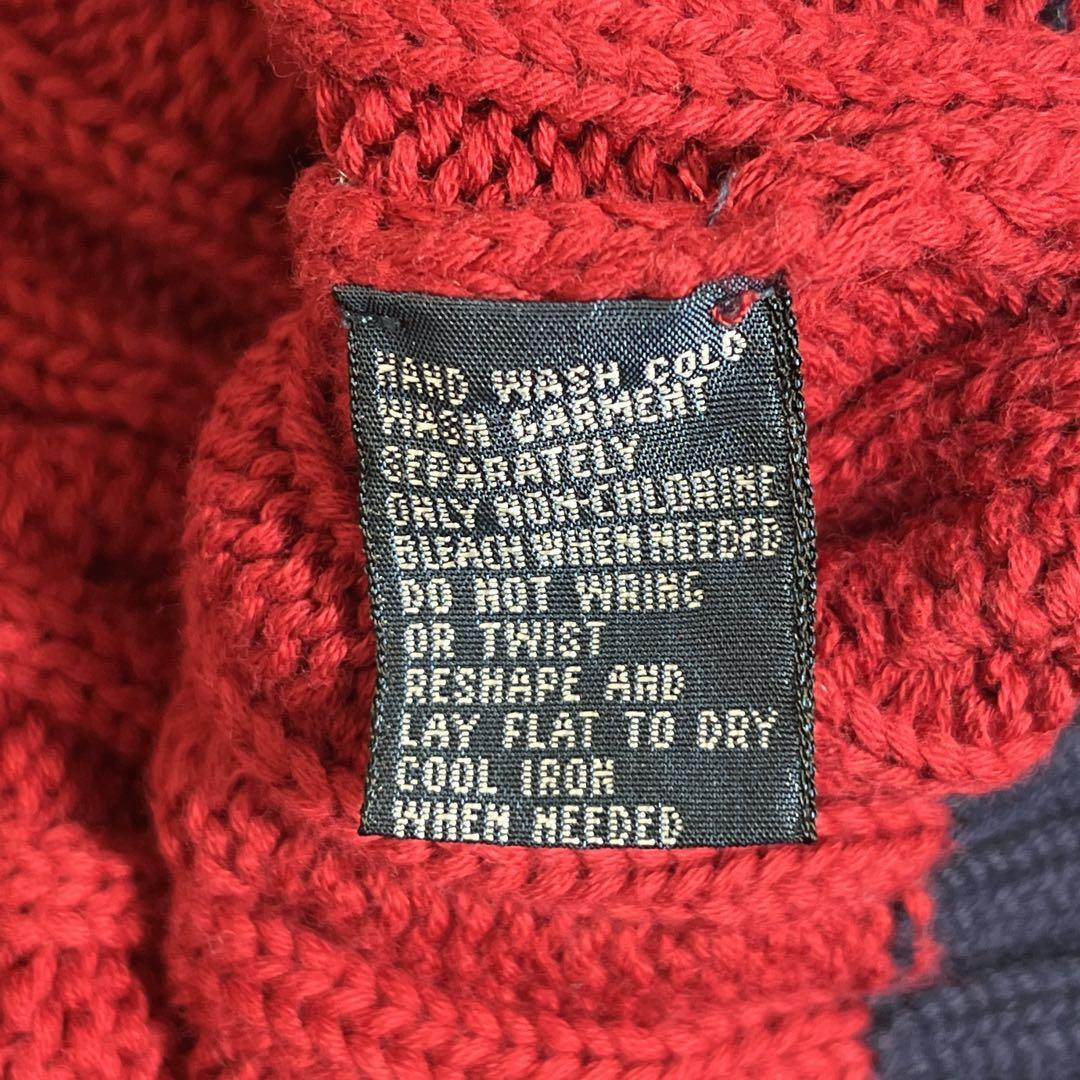 HAND WASH COLD
WASH GARMENT
SEPARATELY
ONLY NON-CHLORINE
BLEACH WHEN NEEDED
DO NOT WRING
OR TWIST
RESHAPE AND
LAY FLAT TO DRY
COOL IRON
WHEN NEEDED